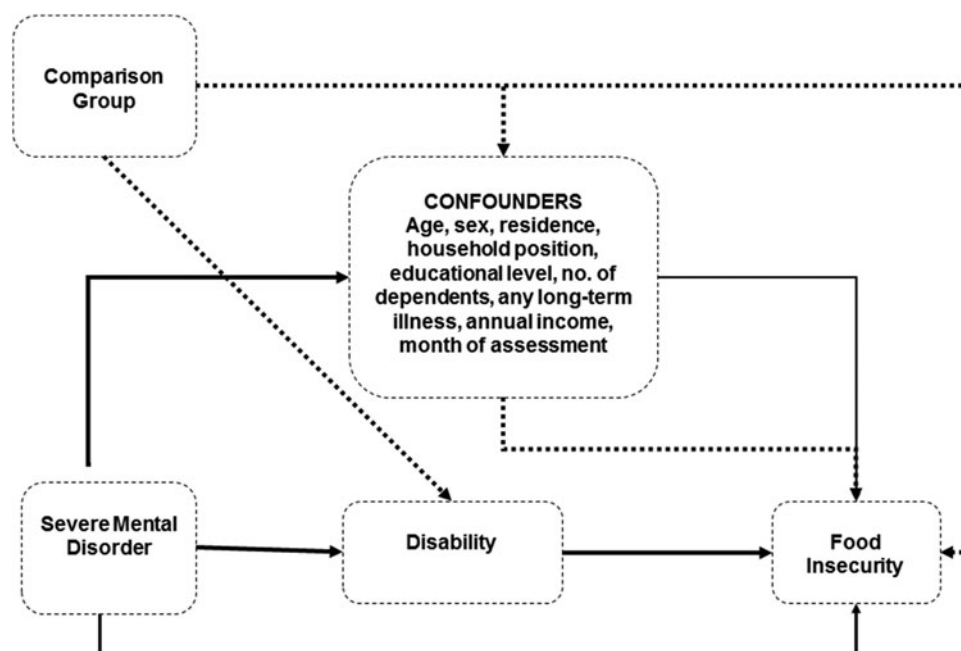 Comparison
Group
CONFOUNDERS
Age, sex, residence,
household position,
educational level, no. of
dependents, any long-term
illness, annual income,
month of assessment
Severe Mental
Disorder
Disability
Food
Insecurity